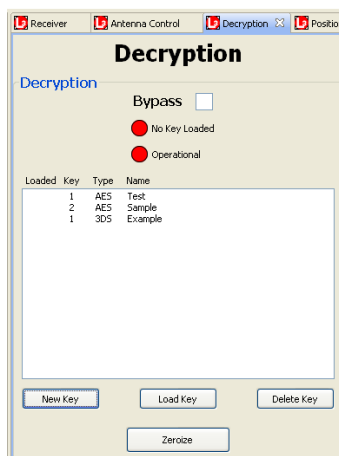 Receiver Antenna Control Decryption Positio
Decryption
Decryption
Bypass
No Key Loaded
Operational
Loaded Key Type Name
1 AES Test
2 AES Sample
1 3DS Example
New Key Load Key Delete Key
Zeroize